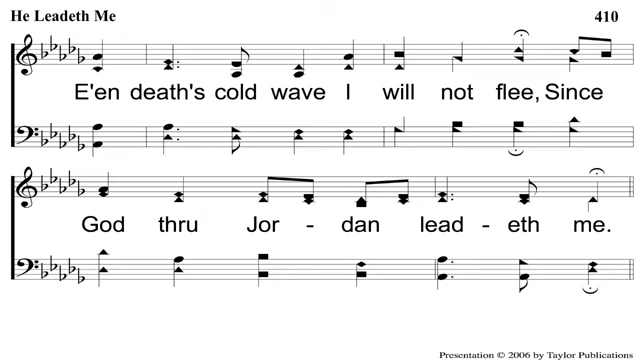 He Leadeth Me 410
E'en death's cold wave I will not flee, Since
God thru Jor - dan lead - eth me.
Presentation © 2006 by Taylor Publications